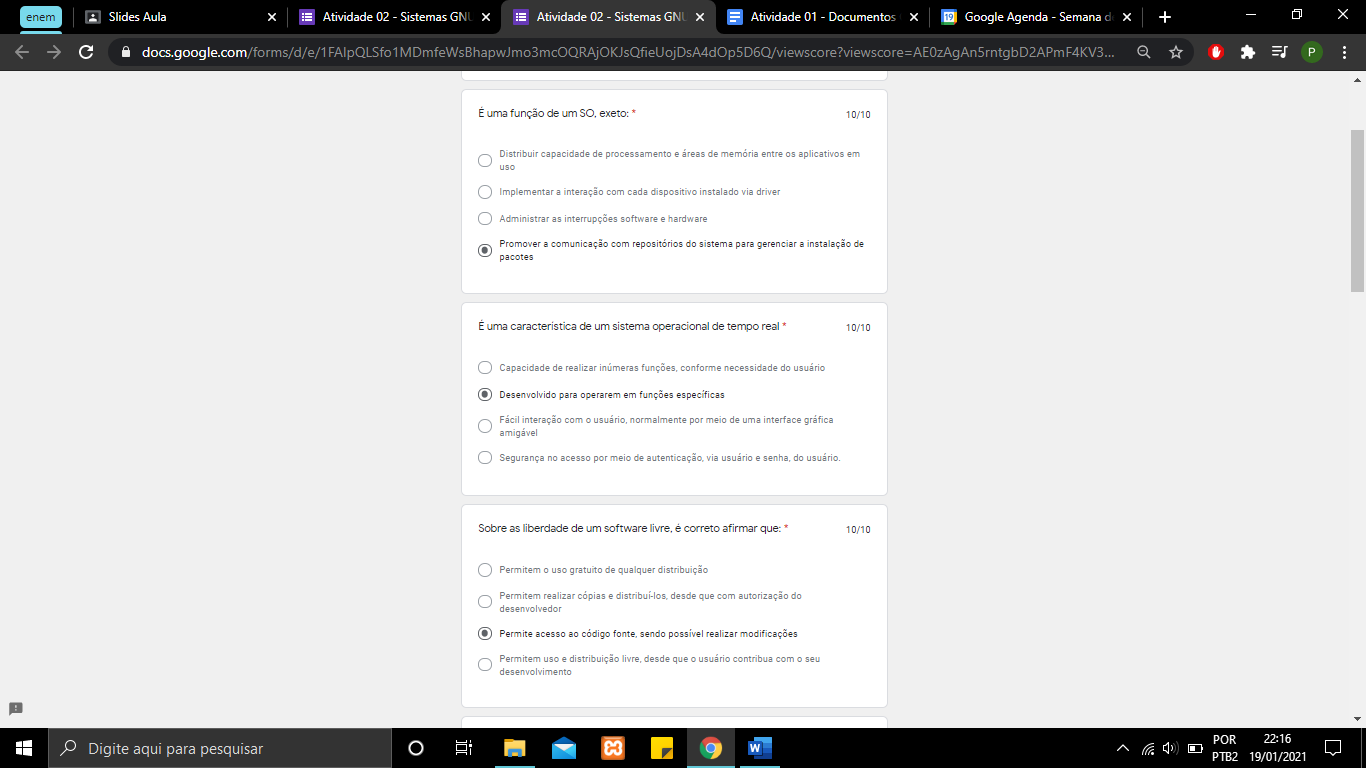 enem
Slides Aula
Atividade 02 - Sistemas GNU
Atividade 02 - Sistemas GNU
Atividade 01 - Documentos
19
Google Agenda - Semana d
docs.google.com/forms/d/e/1FAIpQLSfo1MDmfeWsBhapwJmo3mcOQRAjOKJsQfieUojDsA4dOp5D6Q/viewscore?viewscore=AE0zAgAn5rntgbD2APmF4KV3...
P
É uma função de um SO, exeto: *
10/10
Distribuir capacidade de processamento e áreas de memória entre os aplicativos em
uso
Implementar a interação com cada dispositivo instalado via driver
Administrar as interrupções software e hardware
Promover a comunicação com repositórios do sistema para gerenciar a instalação de
pacotes
É uma característica de um sistema operacional de tempo real *
10/10
Capacidade de realizar inúmeras funções, conforme necessidade do usuário
Desenvolvido para operarem em funções específicas
Fácil interação com o usuário, normalmente por meio de uma interface gráfica
amigável
Segurança no acesso por meio de autenticação, via usuário e senha, do usuário.
Sobre as liberdade de um software livre, é correto afirmar que: *
10/10
Permitem o uso gratuito de qualquer distribuição
Permitem realizar cópias e distribuí-los, desde que com autorização do
desenvolvedor
Permite acesso ao código fonte, sendo possível realizar modificações
Permitem uso e distribuição livre, desde que o usuário contribua com o seu
desenvolvimento
Digite aqui para pesquisar
POR
PTB2
22:16
19/01/2021